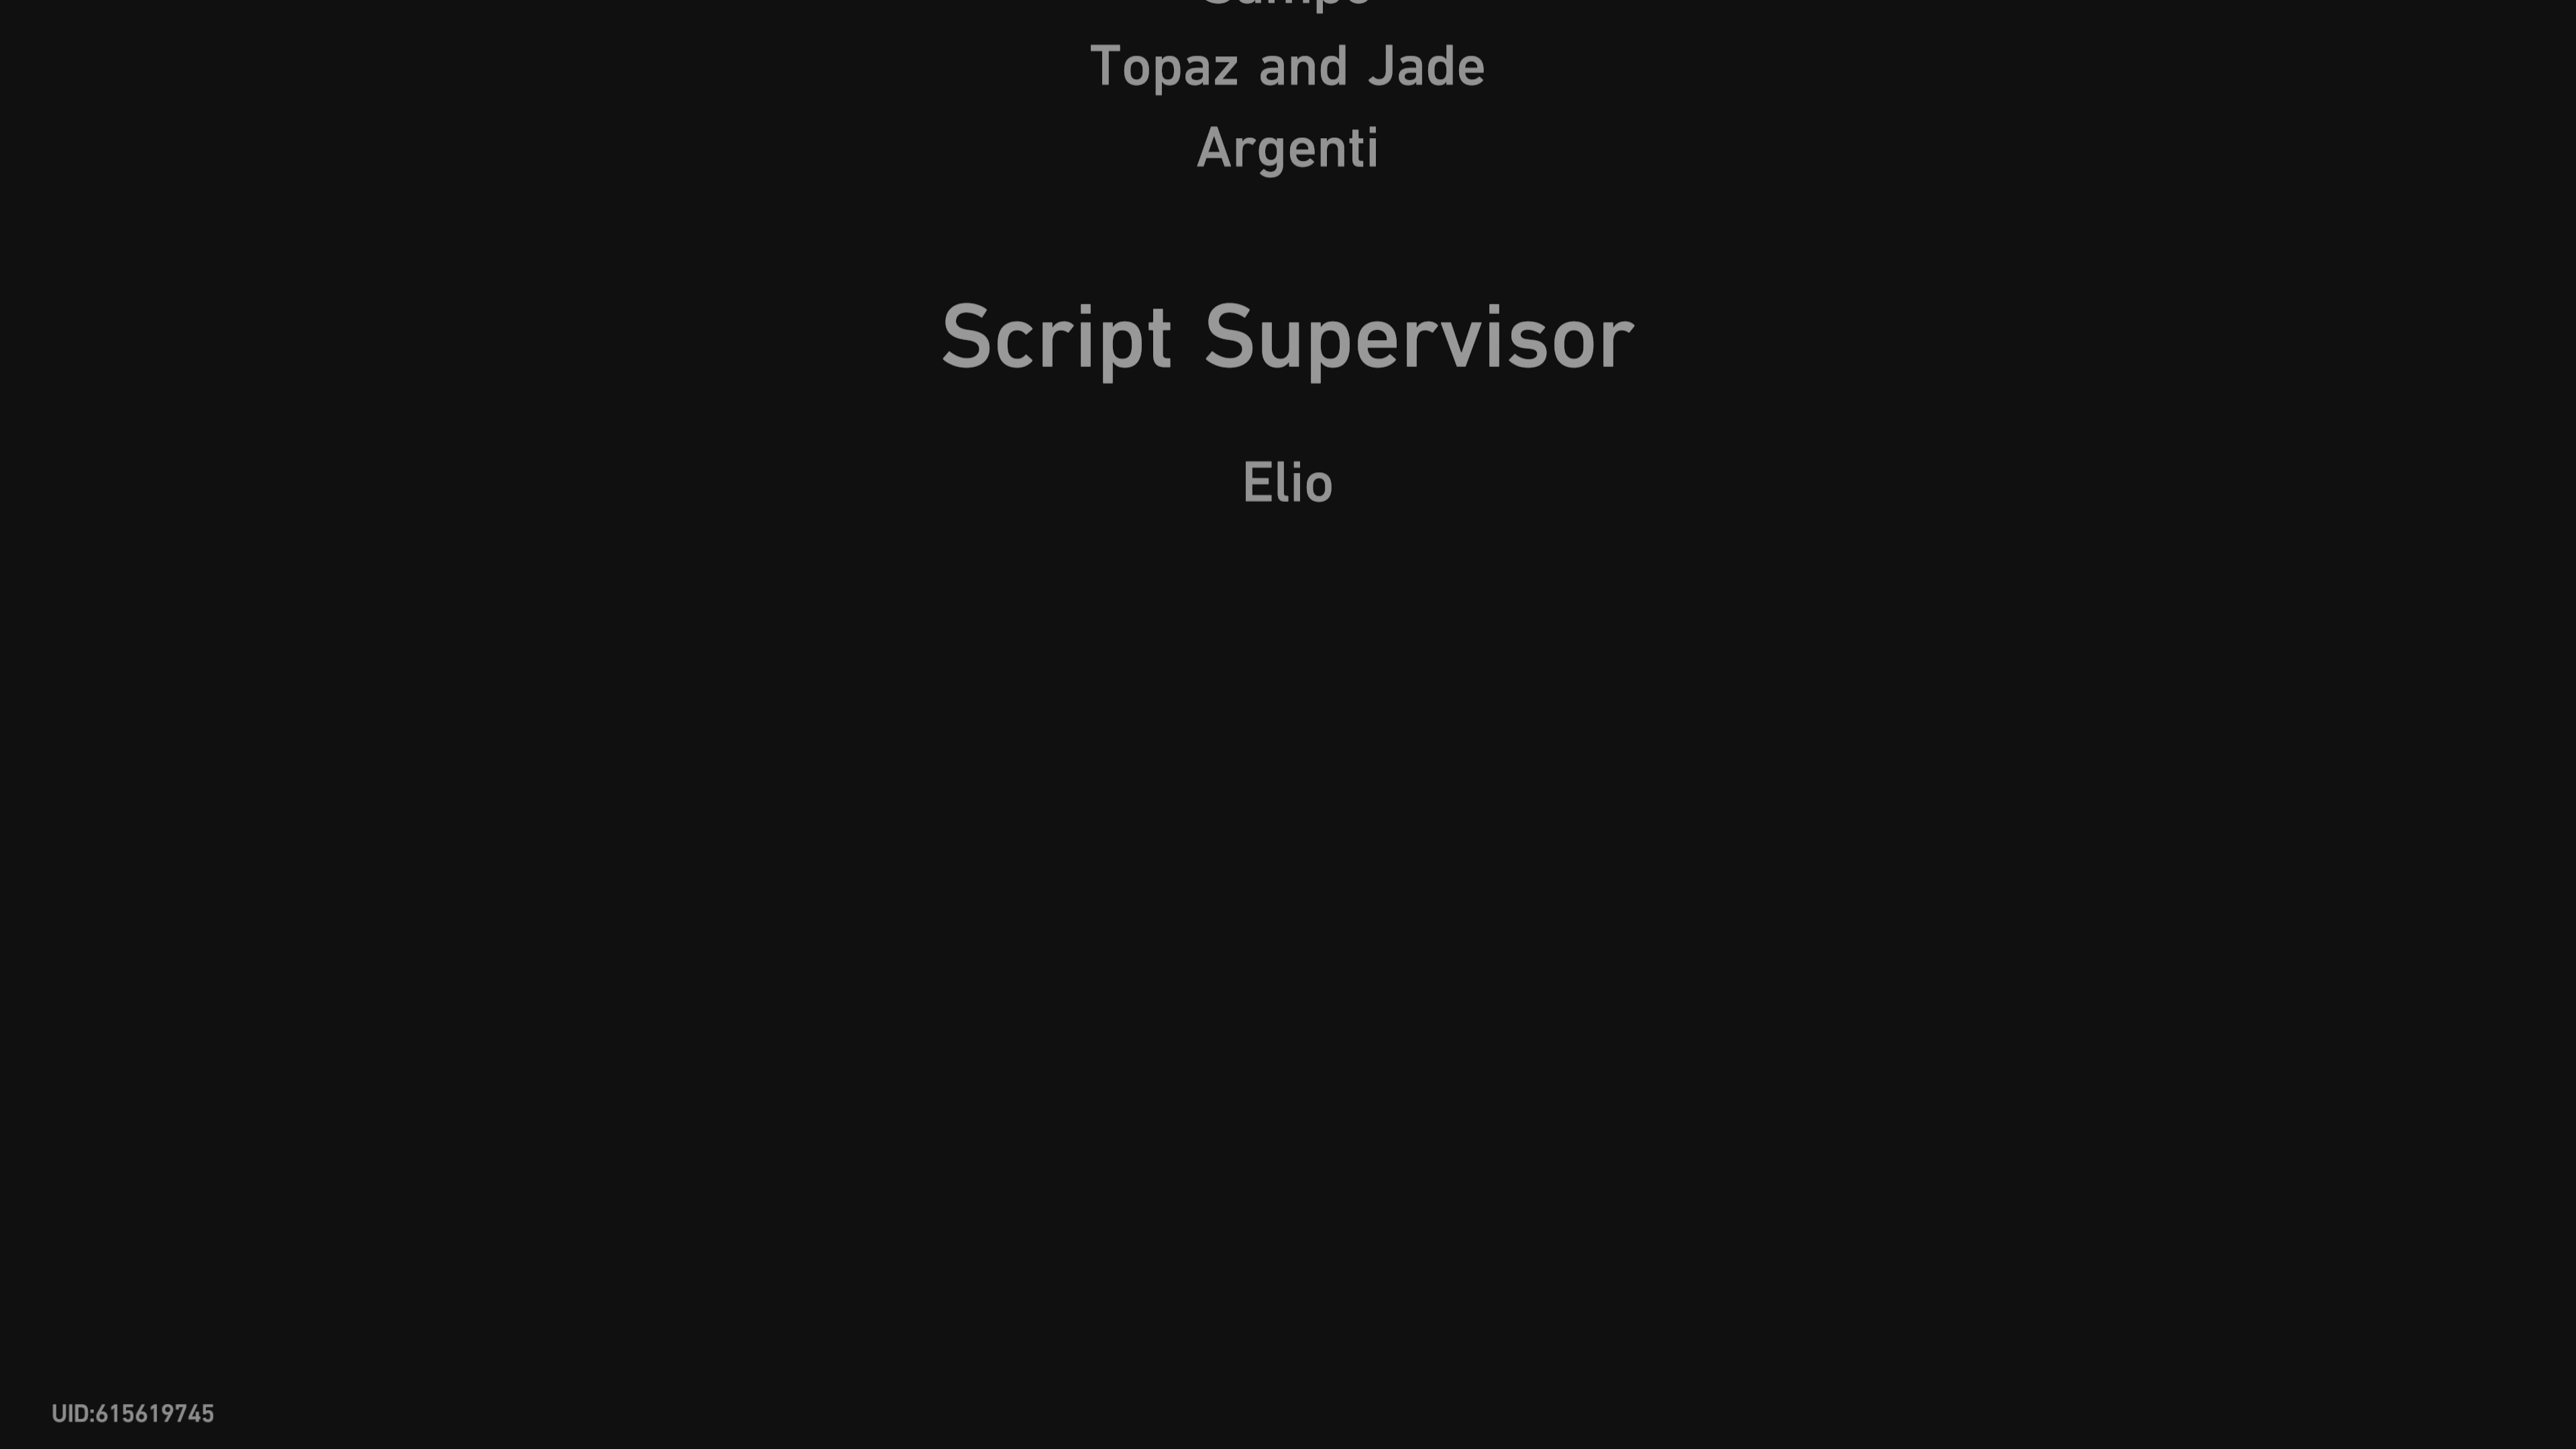 Topaz and Jade
Argenti
Script Supervisor
Elio
UID:615619745